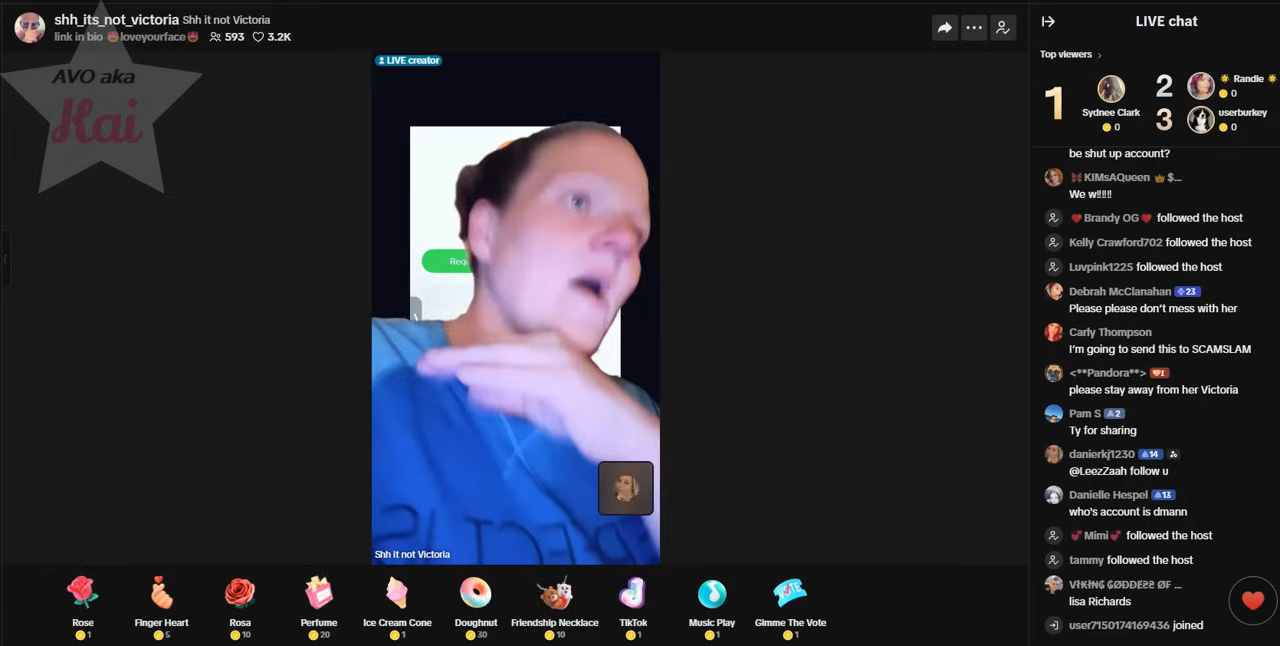 shh_its_not_victoria Shh it not Victoria
link in bio 😍loveyourface😍 593 3.2K
AVO aka
Kai
LIVE creator
Requ
Shh it not Victoria
Rose
1
Finger Heart
5
Rosa
10
Perfume
20
Ice Cream Cone
1
Doughnut
30
Friendship Necklace
10
TikTok
1
Music Play
1
Gimme The Vote
1
LIVE chat
Top viewers
1
Sydnee Clark
0
2
Randie
0
3
userburkey
0
be shut up account?
KIMsAQueen $...
We w!!!!!
Brandy OG followed the host
Kelly Crawford702 followed the host
Luvpink1225 followed the host
Debrah McClanahan 23
Please please don't mess with her
Carly Thompson
I'm going to send this to SCAMSLAM
<**Pandora**> I
please stay away from her Victoria
Pam S 2
Ty for sharing
danierkj1230 14
@LeezZaah follow u
Danielle Hespel 13
who's account is dmann
Mimi followed the host
tammy followed the host
lisa Richards
user7150174169436 joined